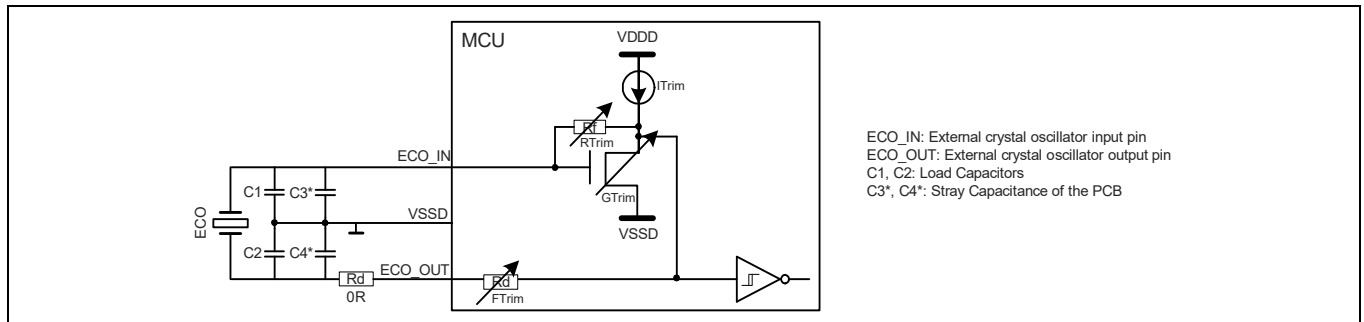 MCU
VDDD
ITrim
Rf
RTrim
ECO_IN
GTrim
C1 C3*
VSSD
VSSD
ECO
C2 C4*
ECO_OUT
Rd
0R
Rd
FTrim
ECO_IN: External crystal oscillator input pin
ECO_OUT: External crystal oscillator output pin
C1, C2: Load Capacitors
C3*, C4*: Stray Capacitance of the PCB